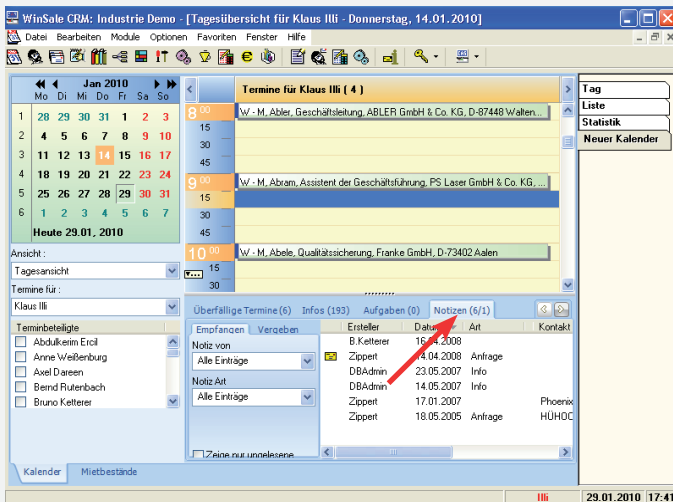 WinSale CRM: Industrie Demo - [Tagesübersicht für Klaus Illi - Donnerstag, 14.01.2010]
Datei Bearbeiten Module Optionen Favoriten Fenster Hilfe
Jan 2010
Mo Di Mi Do Fr Sa So
1 28 29 30 31 1 2 3
2 4 5 6 7 8 9 10
3 11 12 13 14 15 16 17
4 18 19 20 21 22 23 24
5 25 26 27 28 29 30 31
6 1 2 3 4 5 6 7
Heute 29.01, 2010
Ansicht :
Tagesansicht
Termine für :
Klaus Illi
Terminbeteiligte
Abdulkerim Ercil
Anne Weißenburg
Axel Dareen
Bernd Rutenbach
Bruno Ketterer
Termine für Klaus Illi ( 4 )
8 00 W - M, Abler, Geschäftsleitung, ABLER GmbH & Co. KG, D-87448 Walten...
15
30
45
9 00 W - M, Abram, Assistent der Geschäftsführung, PS Laser GmbH & Co. KG, ...
15
30
45
10 00 W - M, Abele, Qualitätssicherung, Franke GmbH, D-73402 Aalen
15
30
Tag
Liste
Statistik
Neuer Kalender
Überfällige Termine (6) Infos (193) Aufgaben (0) Notizen (6/1)
Empfangen Vergeben
Notiz von
Alle Einträge
Notiz Art
Alle Einträge
Zeige nur ungelesene
Ersteller Datum Art Kontakt
B.Ketterer 16.04.2008
Zippert 14.04.2008 Anfrage
DBAdmin 23.05.2007 Info
DBAdmin 14.05.2007 Info
Zippert 17.01.2007 Phoenix
Zippert 18.05.2005 Anfrage HÜHOC
Kalender Mietbestände
Illi 29.01.2010 17:41